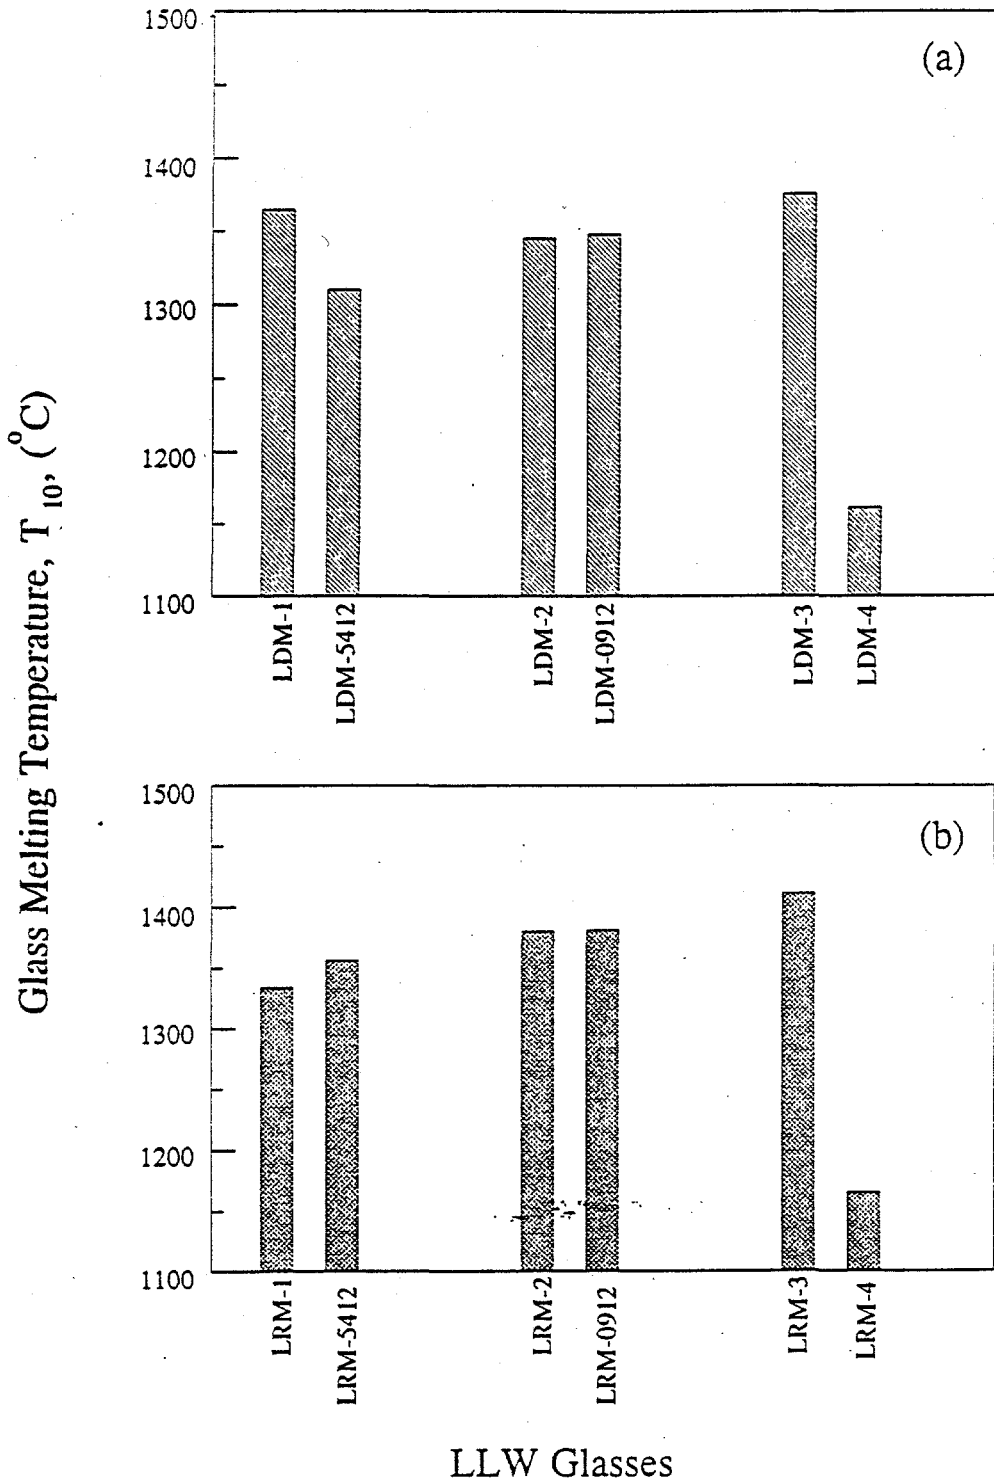 Glass Melting Temperature, T 10, (°C)
(a)
1500
1400
1300
1200
1100
LDM-1
LDM-5412
LDM-2
LDM-0912
LDM-3
LDM-4
(b)
1500
1400
1300
1200
1100
LRM-1
LRM-5412
LRM-2
LRM-0912
LRM-3
LRM-4
LLW Glasses